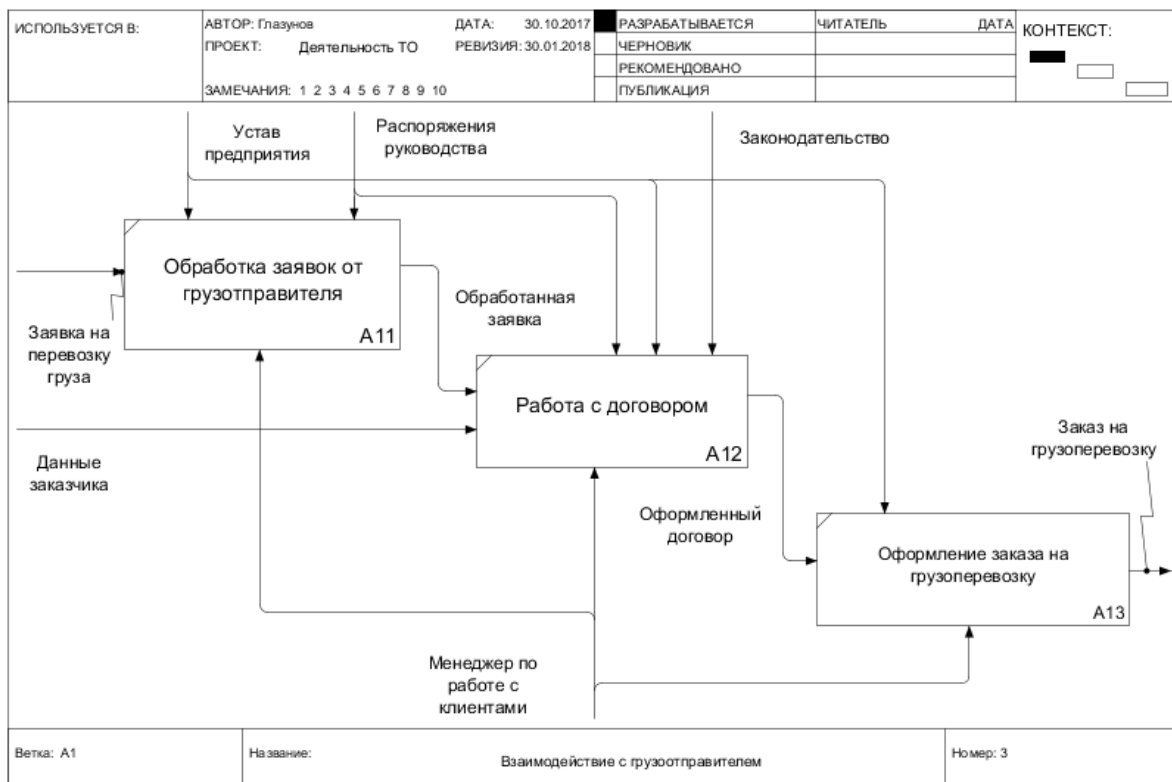 ИСПОЛЬЗУЕТСЯ В:
АВТОР: Глазунов
ДАТА: 30.10.2017
ПРОЕКТ: Деятельность ТО
РЕВИЗИЯ: 30.01.2018
ЗАМЕЧАНИЯ: 1 2 3 4 5 6 7 8 9 10
РАЗРАБАТЫВАЕТСЯ
ЧЕРНОВИК
РЕКОМЕНДОВАНО
ПУБЛИКАЦИЯ
ЧИТАТЕЛЬ ДАТА
КОНТЕКСТ:
Устав
предприятия
Распоряжения
руководства
Законодательство
Обработка заявок от
грузотправителя
A11
Заявка на
перевозку
груза
Обработанная
заявка
Работа с договором
A12
Данные
заказчика
Заказ на
грузоперевозку
Оформленный
договор
Оформление заказа на
грузоперевозку
A13
Менеджер по
работе с
клиентами
Ветка: A1
Название:
Взаимодействие с грузоотправителем
Номер: 3